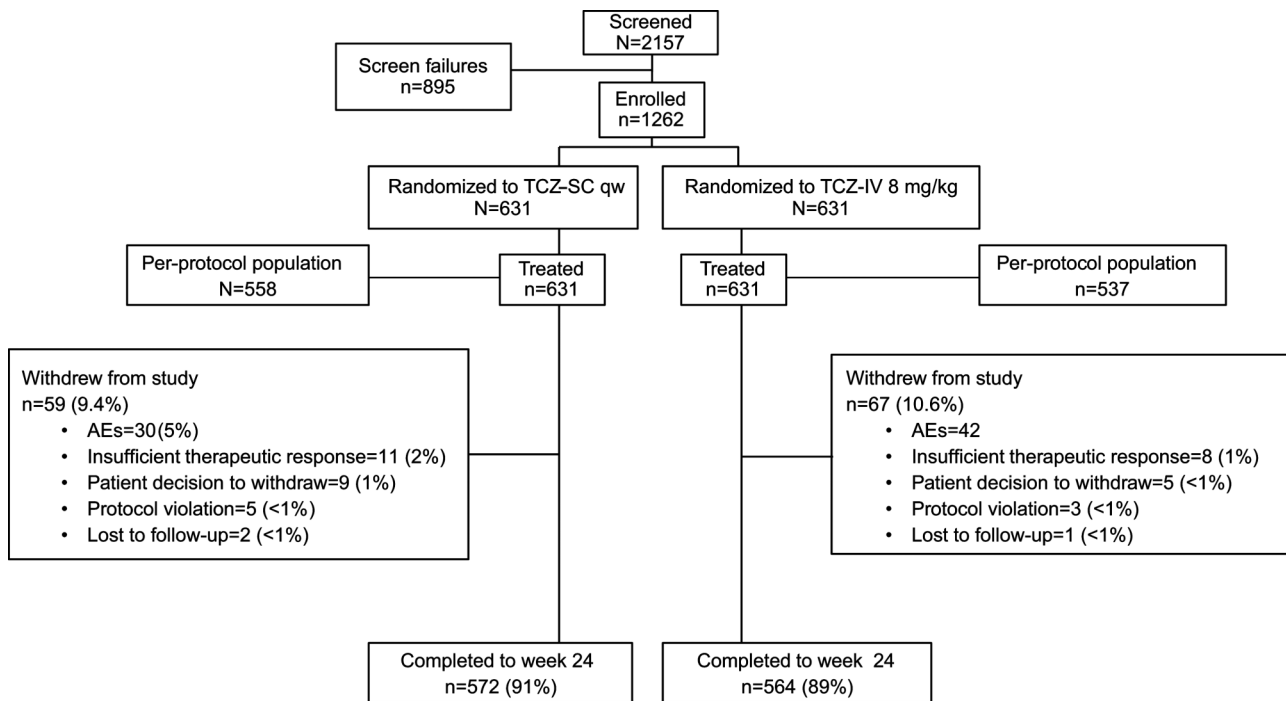 Screened
N=2157
Screen failures
n=895
Enrolled
n=1262
Randomized to TCZ–SC qw
N=631
Randomized to TCZ-IV 8 mg/kg
N=631
Per-protocol population
N=558
Treated
n=631
Treated
n=631
Per-protocol population
n=537
Withdrew from study
n=59 (9.4%)
• AEs=30(5%)
• Insufficient therapeutic response=11 (2%)
• Patient decision to withdraw=9 (1%)
• Protocol violation=5 (<1%)
• Lost to follow-up=2 (<1%)
Withdrew from study
n=67 (10.6%)
• AEs=42
• Insufficient therapeutic response=8 (1%)
• Patient decision to withdraw=5 (<1%)
• Protocol violation=3 (<1%)
• Lost to follow-up=1 (<1%)
Completed to week 24
n=572 (91%)
Completed to week 24
n=564 (89%)